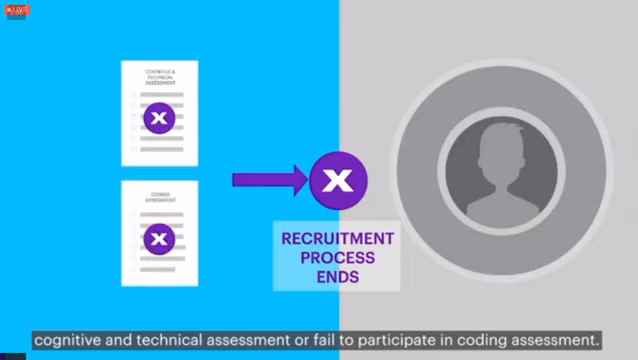 LIVE
COGNITIVE &
TECHNICAL
ASSESSMENT
X
CODING
ASSESSMENT
X
X
RECRUITMENT
PROCESS
ENDS
cognitive and technical assessment or fail to participate in coding assessment.